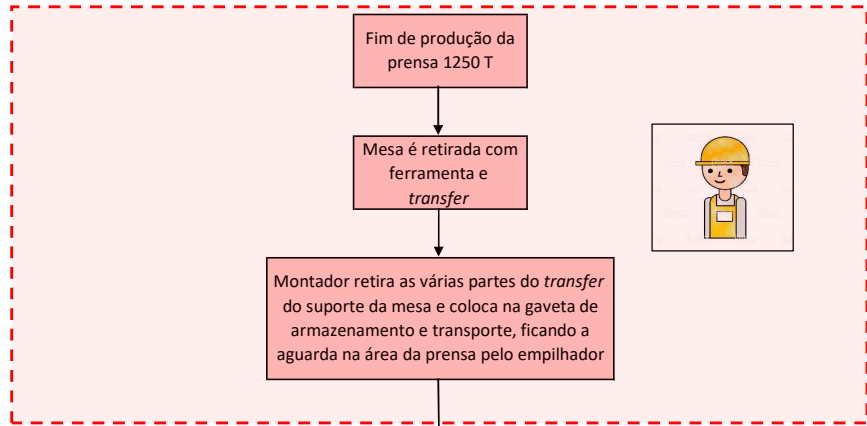 Fim de produção da
prensa 1250 T
Mesa é retirada com
ferramenta e
transfer
Montador retira as várias partes do transfer
do suporte da mesa e coloca na gaveta de
armazenamento e transporte, ficando a
aguarda na área da prensa pelo empilhador